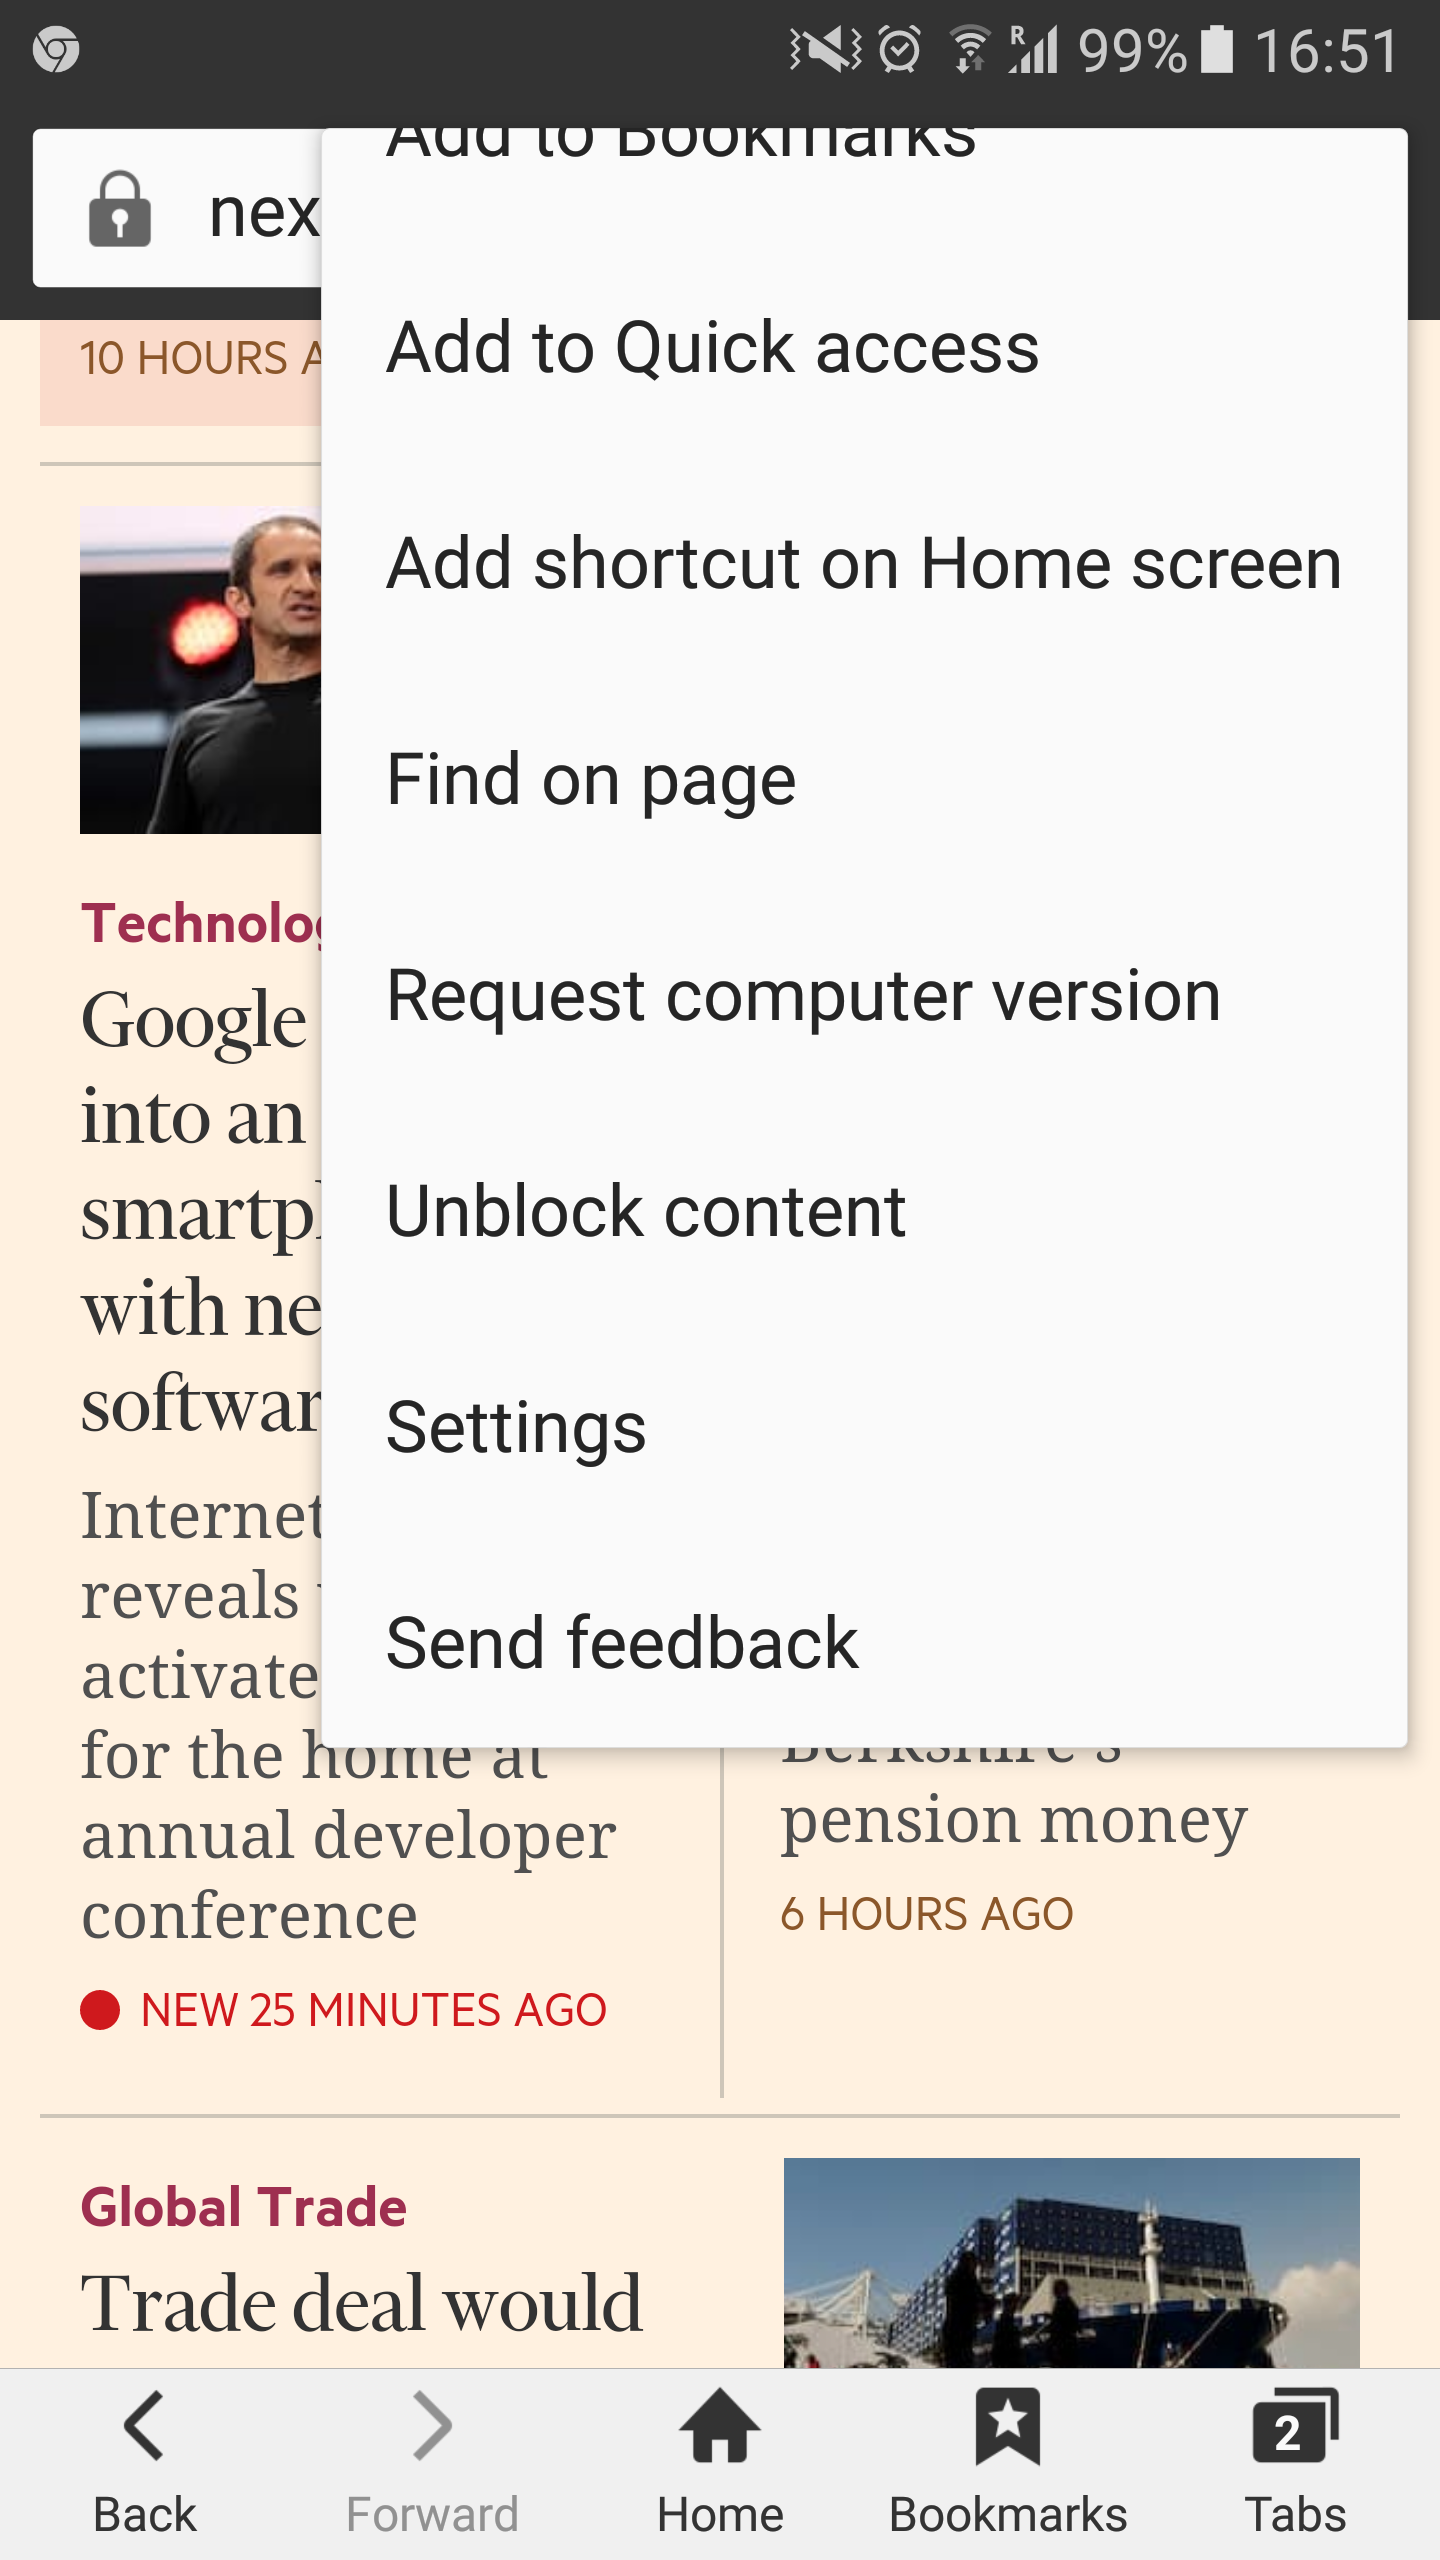 R 99% 16:51
Add to Bookmarks
nex
Add to Quick access
10 HOURS A
Add shortcut on Home screen
Find on page
Technolog
Google
into an
Request computer version
smartp
Unblock content
with ne
softwar
Settings
Internet
reveals
activate
Send feedback
for the home at
annual developer
conference
NEW 25 MINUTES AGO
Berkshire's
pension money
6 HOURS AGO
Global Trade
Trade deal would
2
Back
Forward
Home
Bookmarks
Tabs